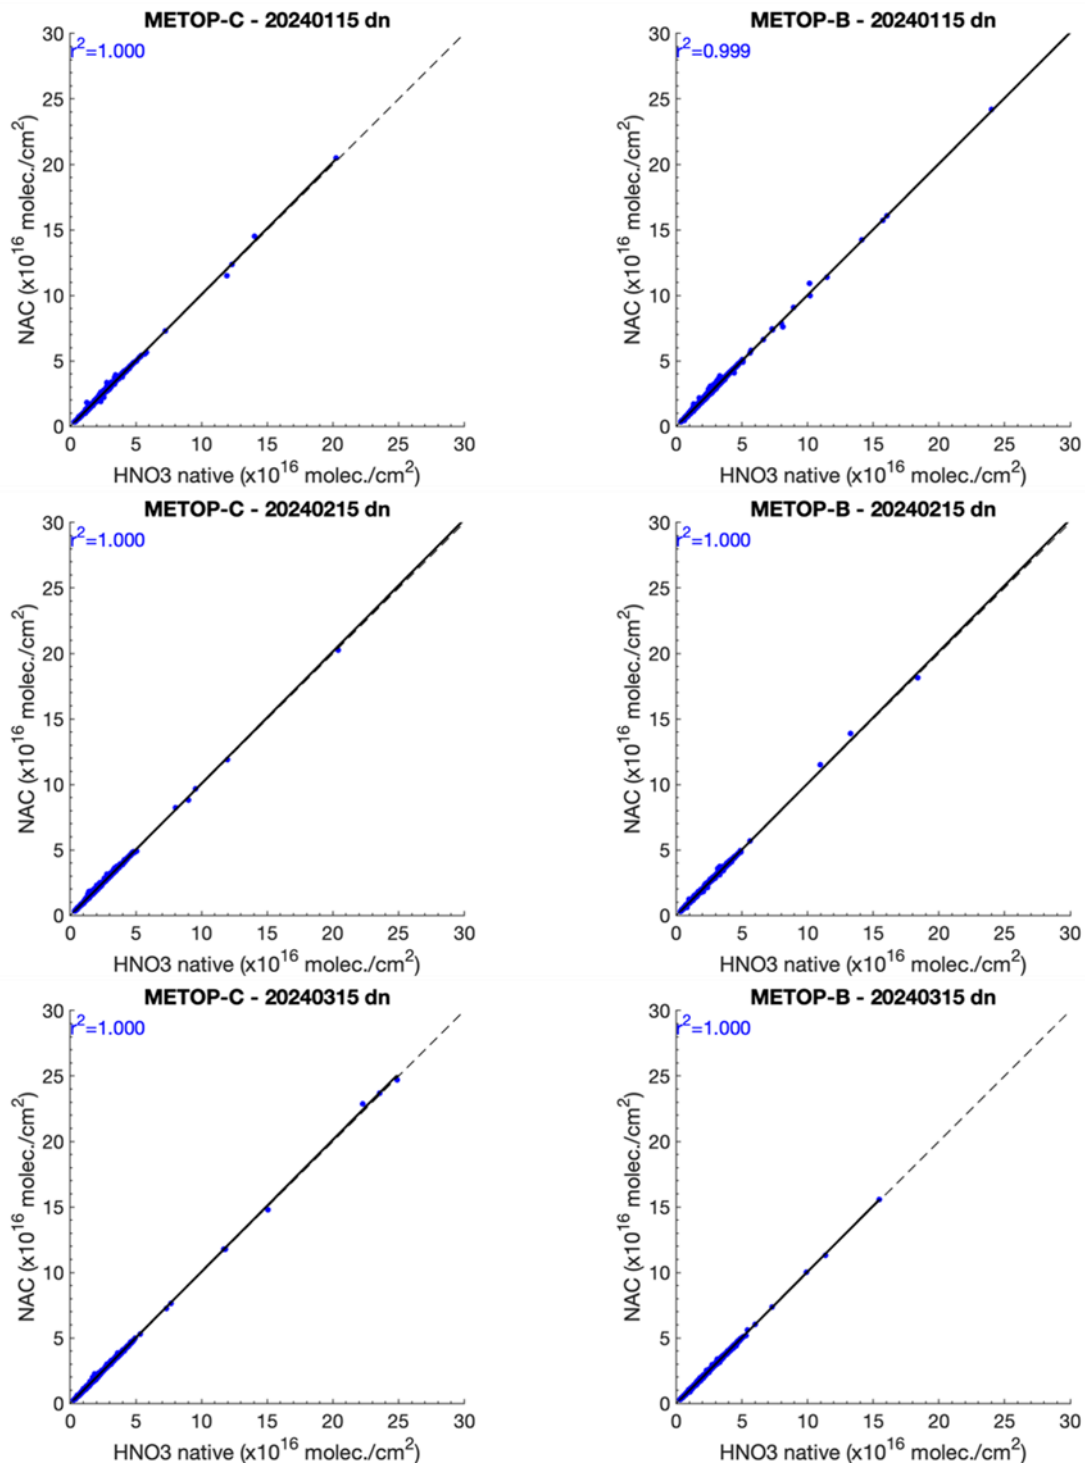 METOP-C - 20240115 dn
r²=1.000
30
25
20
15
10
5
0
NAC (x10¹⁶ molec./cm²)
0 5 10 15 20 25 30
HNO3 native (x10¹⁶ molec./cm²)
METOP-B - 20240115 dn
r²=0.999
30
25
20
15
10
5
0
NAC (x10¹⁶ molec./cm²)
0 5 10 15 20 25 30
HNO3 native (x10¹⁶ molec./cm²)
METOP-C - 20240215 dn
r²=1.000
30
25
20
15
10
5
0
NAC (x10¹⁶ molec./cm²)
0 5 10 15 20 25 30
HNO3 native (x10¹⁶ molec./cm²)
METOP-B - 20240215 dn
r²=1.000
30
25
20
15
10
5
0
NAC (x10¹⁶ molec./cm²)
0 5 10 15 20 25 30
HNO3 native (x10¹⁶ molec./cm²)
METOP-C - 20240315 dn
r²=1.000
30
25
20
15
10
5
0
NAC (x10¹⁶ molec./cm²)
0 5 10 15 20 25 30
HNO3 native (x10¹⁶ molec./cm²)
METOP-B - 20240315 dn
r²=1.000
30
25
20
15
10
5
0
NAC (x10¹⁶ molec./cm²)
0 5 10 15 20 25 30
HNO3 native (x10¹⁶ molec./cm²)